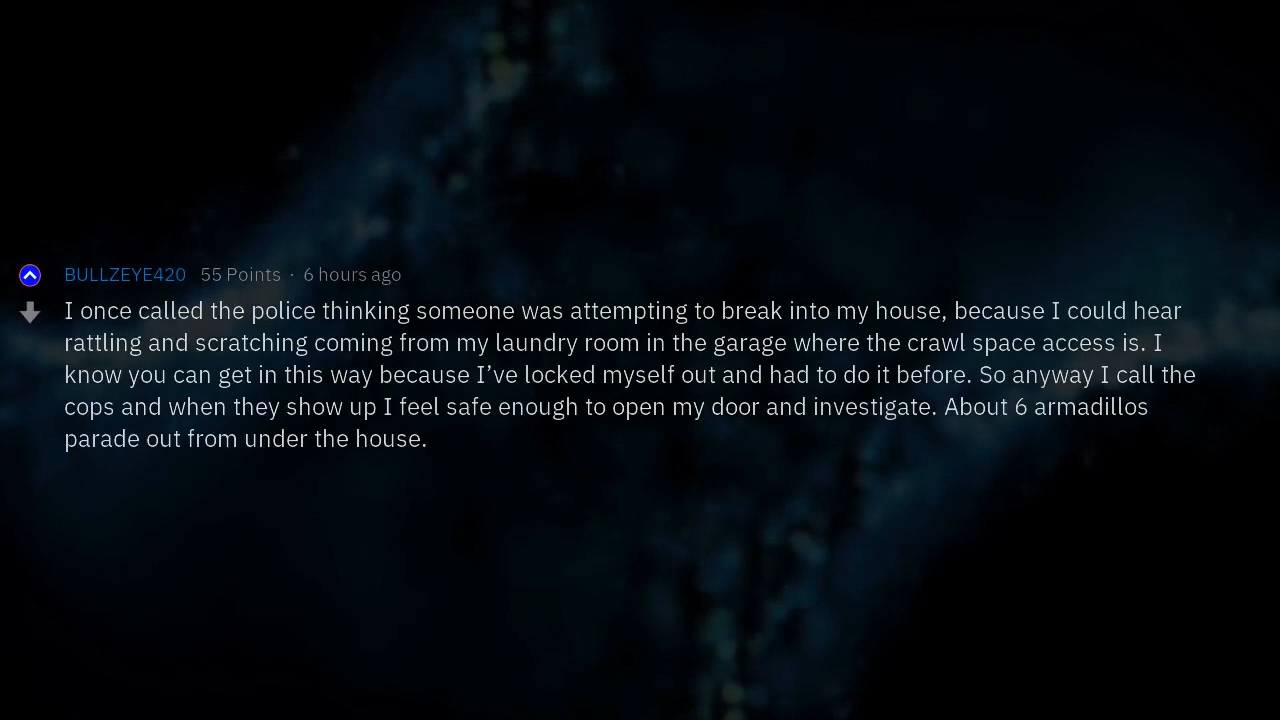 BULLZEYE420 55 Points · 6 hours ago
I once called the police thinking someone was attempting to break into my house, because I could hear
rattling and scratching coming from my laundry room in the garage where the crawl space access is. I
know you can get in this way because I’ve locked myself out and had to do it before. So anyway I call the
cops and when they show up I feel safe enough to open my door and investigate. About 6 armadillos
parade out from under the house.